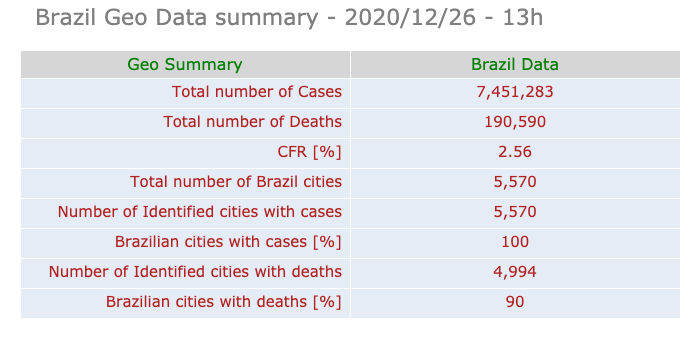 Brazil Geo Data summary - 2020/12/26 - 13h
Geo Summary Brazil Data
Total number of Cases 7,451,283
Total number of Deaths 190,590
CFR [%] 2.56
Total number of Brazil cities 5,570
Number of Identified cities with cases 5,570
Brazilian cities with cases [%] 100
Number of Identified cities with deaths 4,994
Brazilian cities with deaths [%] 90